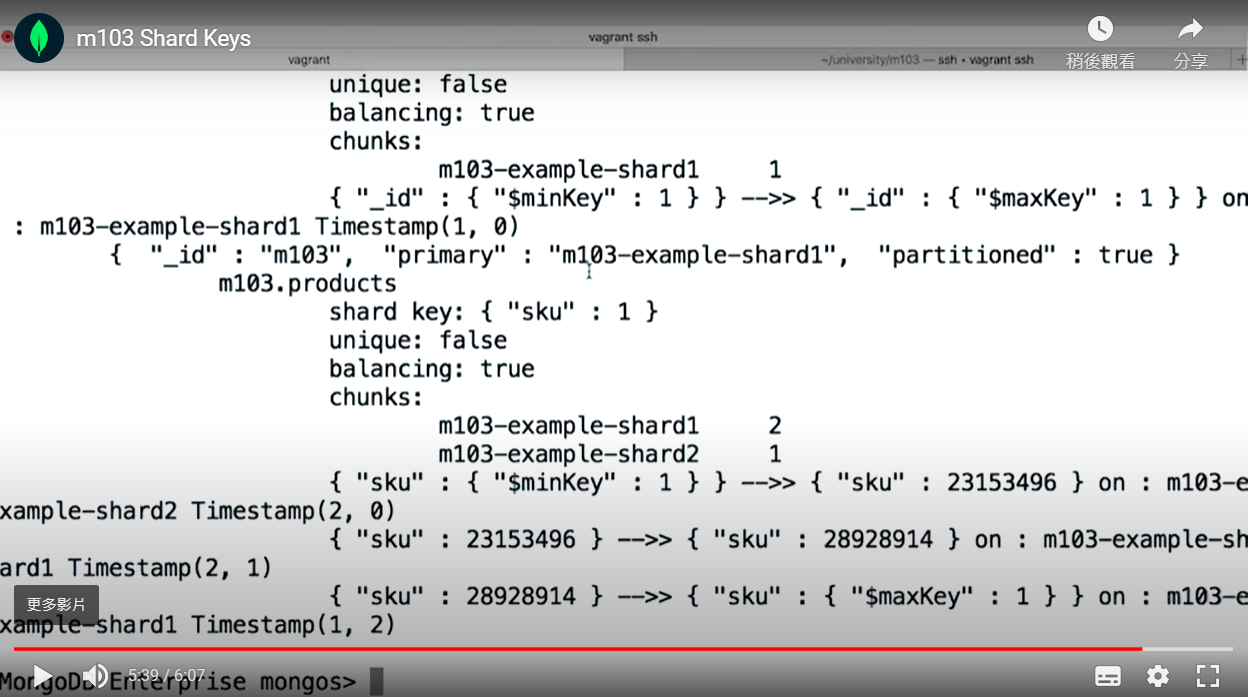 m103 Shard Keys
vagrant ssh
稍後觀看
分享
vagrant
~/university/m103 — ssh • vagrant ssh
+
unique: false
balancing: true
chunks:
m103-example-shard1 1
{ "_id" : { "$minKey" : 1 } } -->> { "_id" : { "$maxKey" : 1 } } on
: m103-example-shard1 Timestamp(1, 0)
{ "_id" : "m103", "primary" : "m103-example-shard1", "partitioned" : true }
m103.products
shard key: { "sku" : 1 }
unique: false
balancing: true
chunks:
m103-example-shard1 2
m103-example-shard2 1
{ "sku" : { "$minKey" : 1 } } -->> { "sku" : 23153496 } on : m103-e
xample-shard2 Timestamp(2, 0)
{ "sku" : 23153496 } -->> { "sku" : 28928914 } on : m103-example-sh
ard1 Timestamp(2, 1)
更多影片
{ "sku" : 28928914 } -->> { "sku" : { "$maxKey" : 1 } } on : m103-e
xample-shard1 Timestamp(1, 2)
5:39 / 6:07
MongoDB Enterprise mongos>